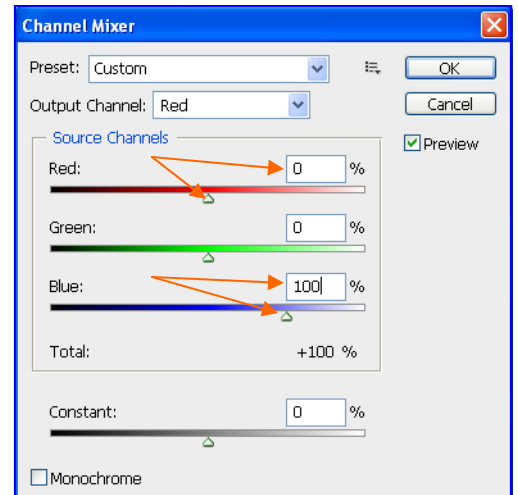 Channel Mixer
Preset: Custom OK
Output Channel: Red Cancel
Source Channels Preview
Red: 0 %
Green: 0 %
Blue: 100 %
Total: +100 %
Constant: 0 %
Monochrome